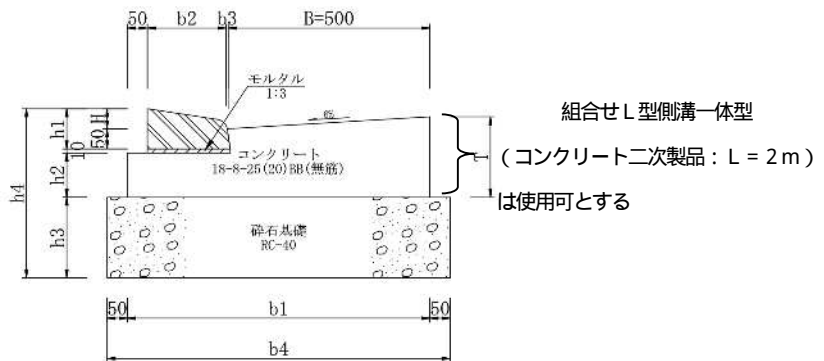 50 b2 b3 B=500
モルタル
1:3
6%
h4 h1 50 H 10 h2 h3
コンクリート
18-8-25(20)BB(無筋)
T
砕石基礎
RC-40
組合せL型側溝一体型
(コンクリート二次製品:L=2m)
は使用可とする
50 b1 50
b4